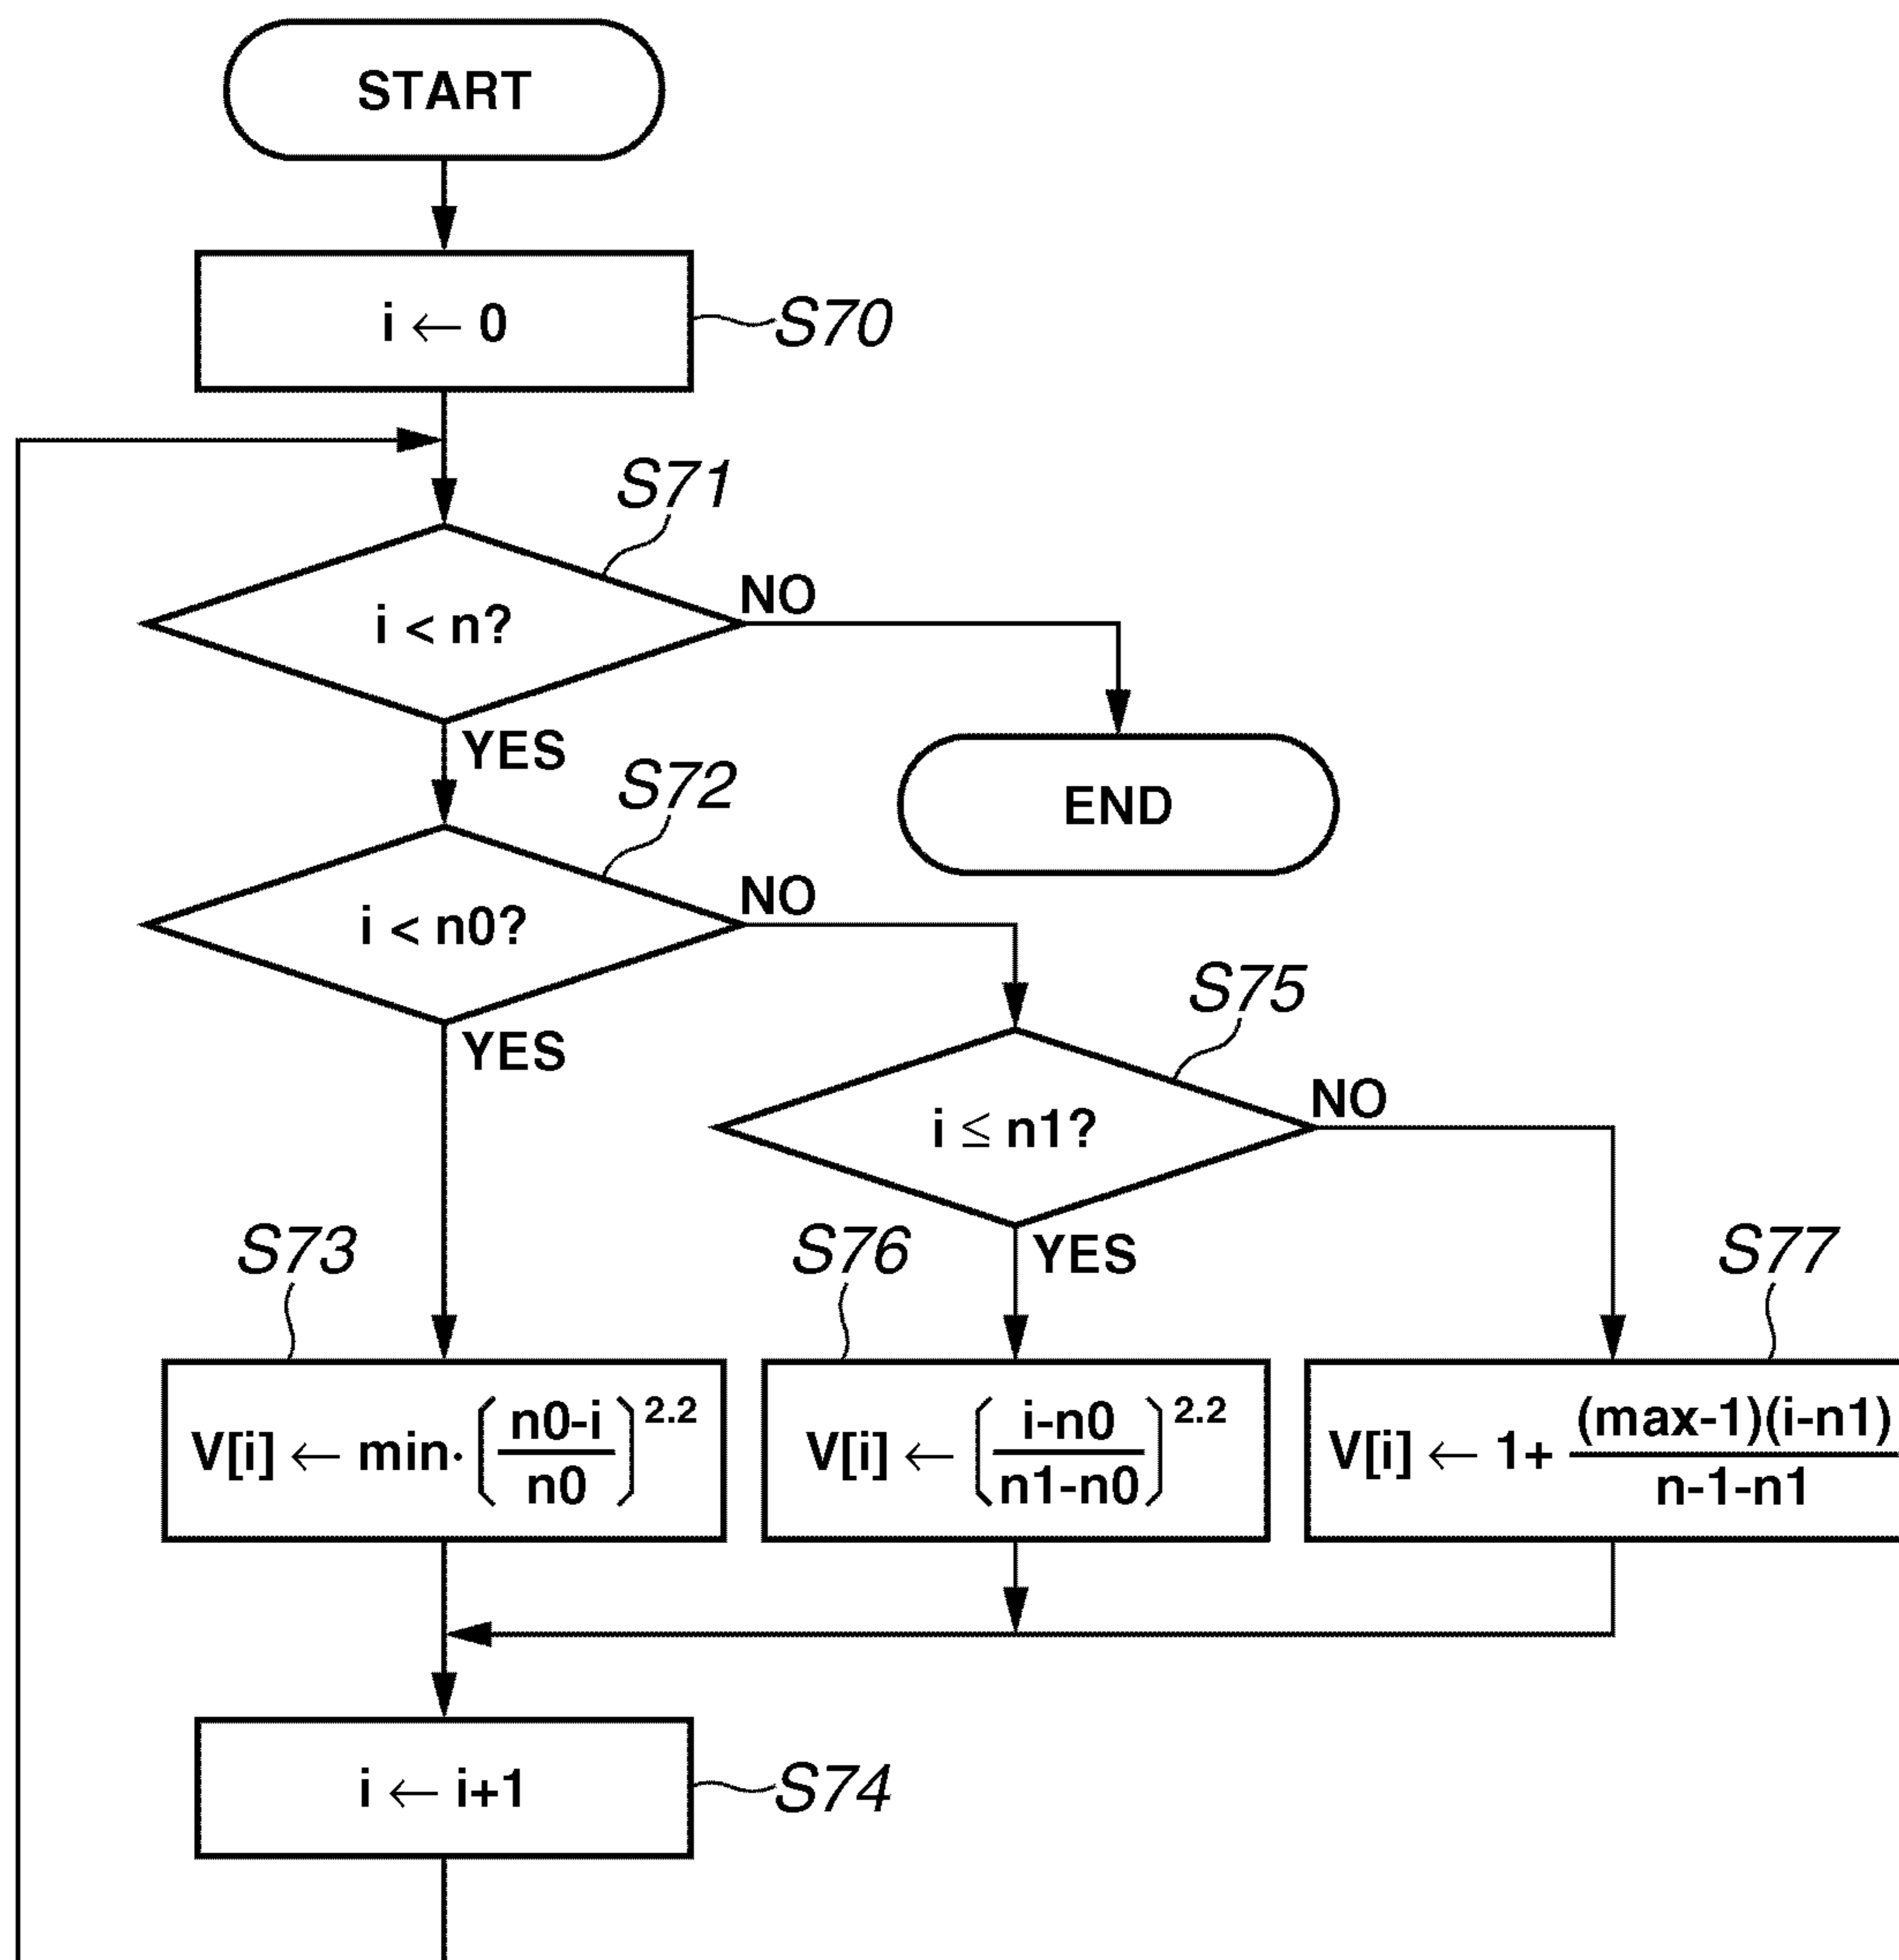 START
i ← 0
S70
S71
i < n?
NO
YES
S72
END
i < n0?
NO
YES
S75
i ≤ n1?
NO
YES
S73
S76
S77
V[i] ← min·(n0-i/n0)2.2
V[i] ← (i-n0/n1-n0)2.2
V[i] ← 1+ (max-1)(i-n1)/n-1-n1
i ← i+1
S74